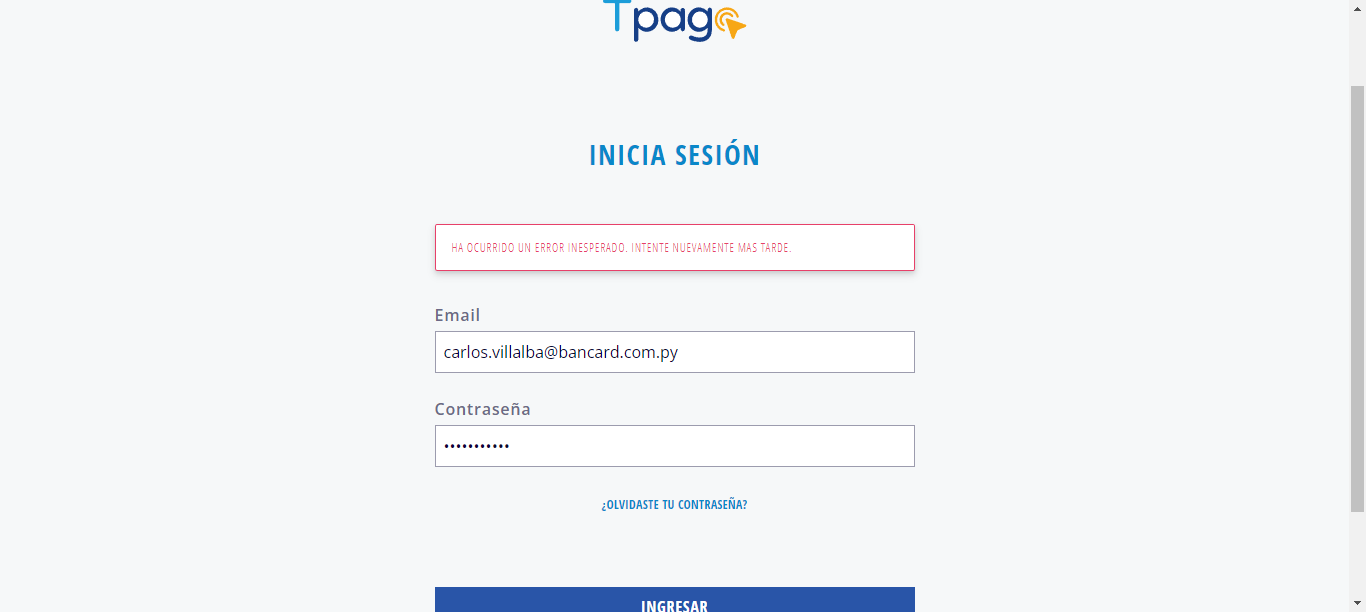 Tpago
INICIA SESIÓN
HA OCURRIDO UN ERROR INESPERADO. INTENTE NUEVAMENTE MAS TARDE.
Email
carlos.villalba@bancard.com.py
Contraseña
¿OLVIDASTE TU CONTRASEÑA?
INGRESAR